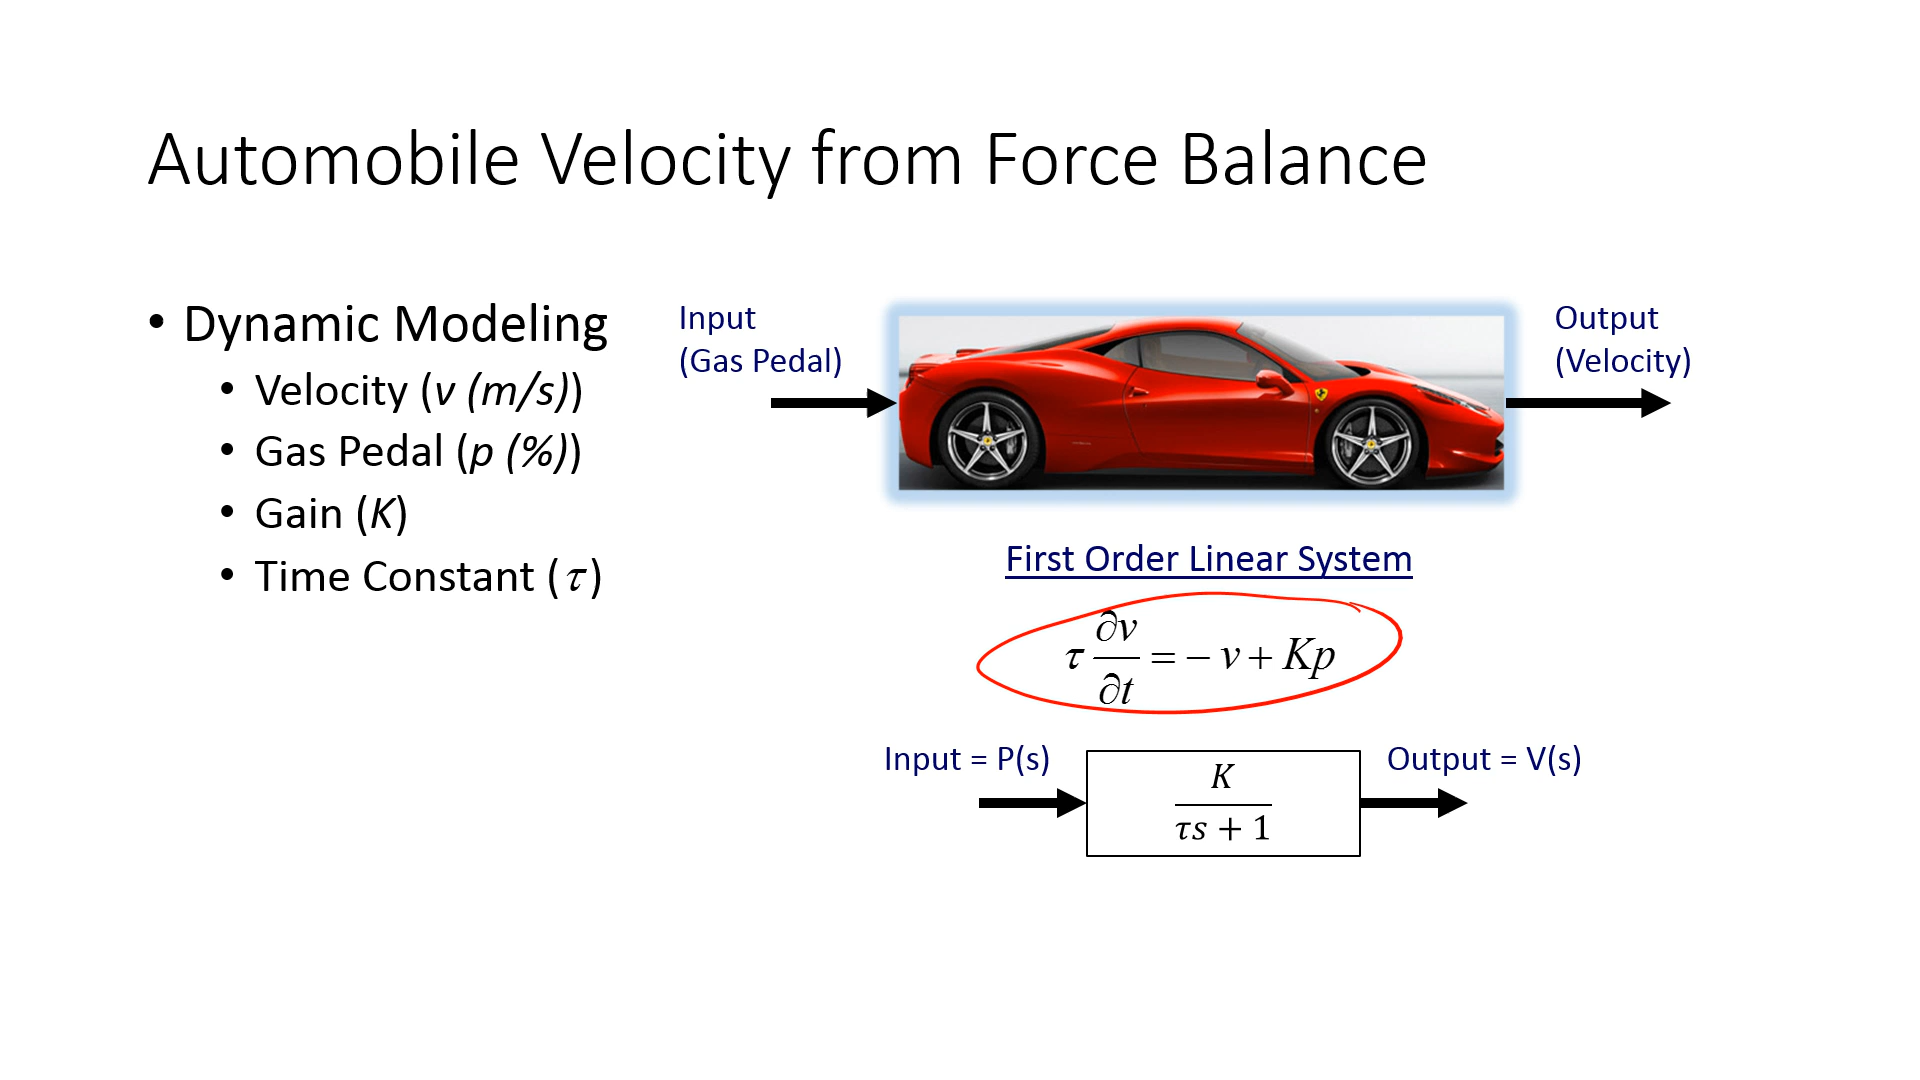 Automobile Velocity from Force Balance
• Dynamic Modeling
• Velocity (v (m/s))
• Gas Pedal (p (%))
• Gain (K)
• Time Constant (τ)
Input
(Gas Pedal)
Output
(Velocity)
First Order Linear System
τ ∂v/∂t = − v + Kp
Input = P(s)
K
τs + 1
Output = V(s)